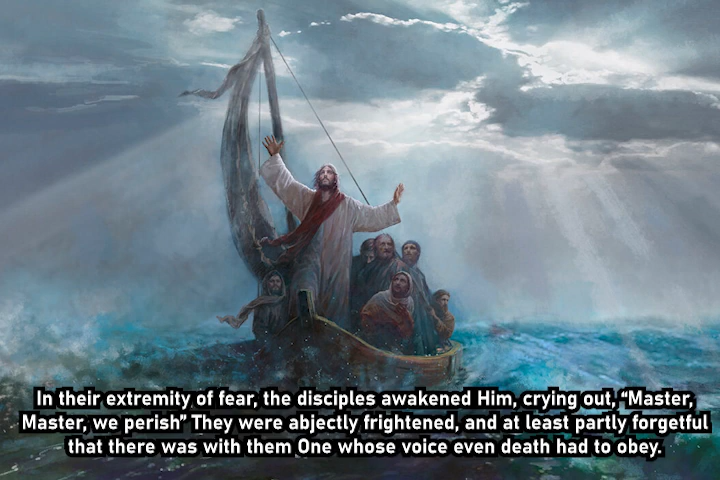 In their extremity of fear, the disciples awakened Him, crying out, “Master,
Master, we perish” They were abjectly frightened, and at least partly forgetful
that there was with them One whose voice even death had to obey.